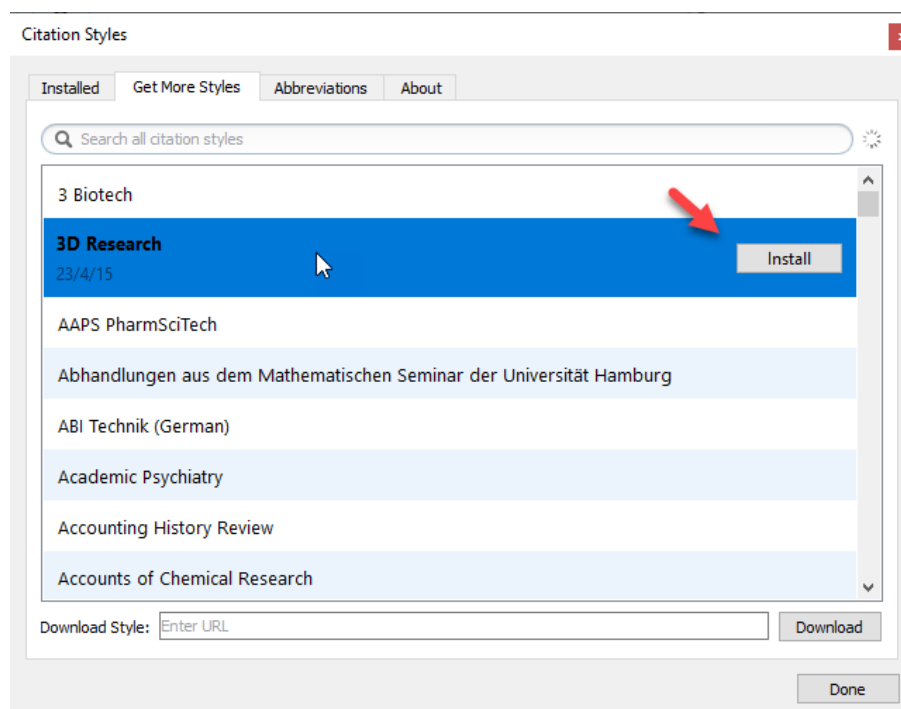 Citation Styles
Installed Get More Styles Abbreviations About
Search all citation styles
3 Biotech
3D Research
23/4/15
Install
AAPS PharmSciTech
Abhandlungen aus dem Mathematischen Seminar der Universität Hamburg
ABI Technik (German)
Academic Psychiatry
Accounting History Review
Accounts of Chemical Research
Download Style: Enter URL Download
Done